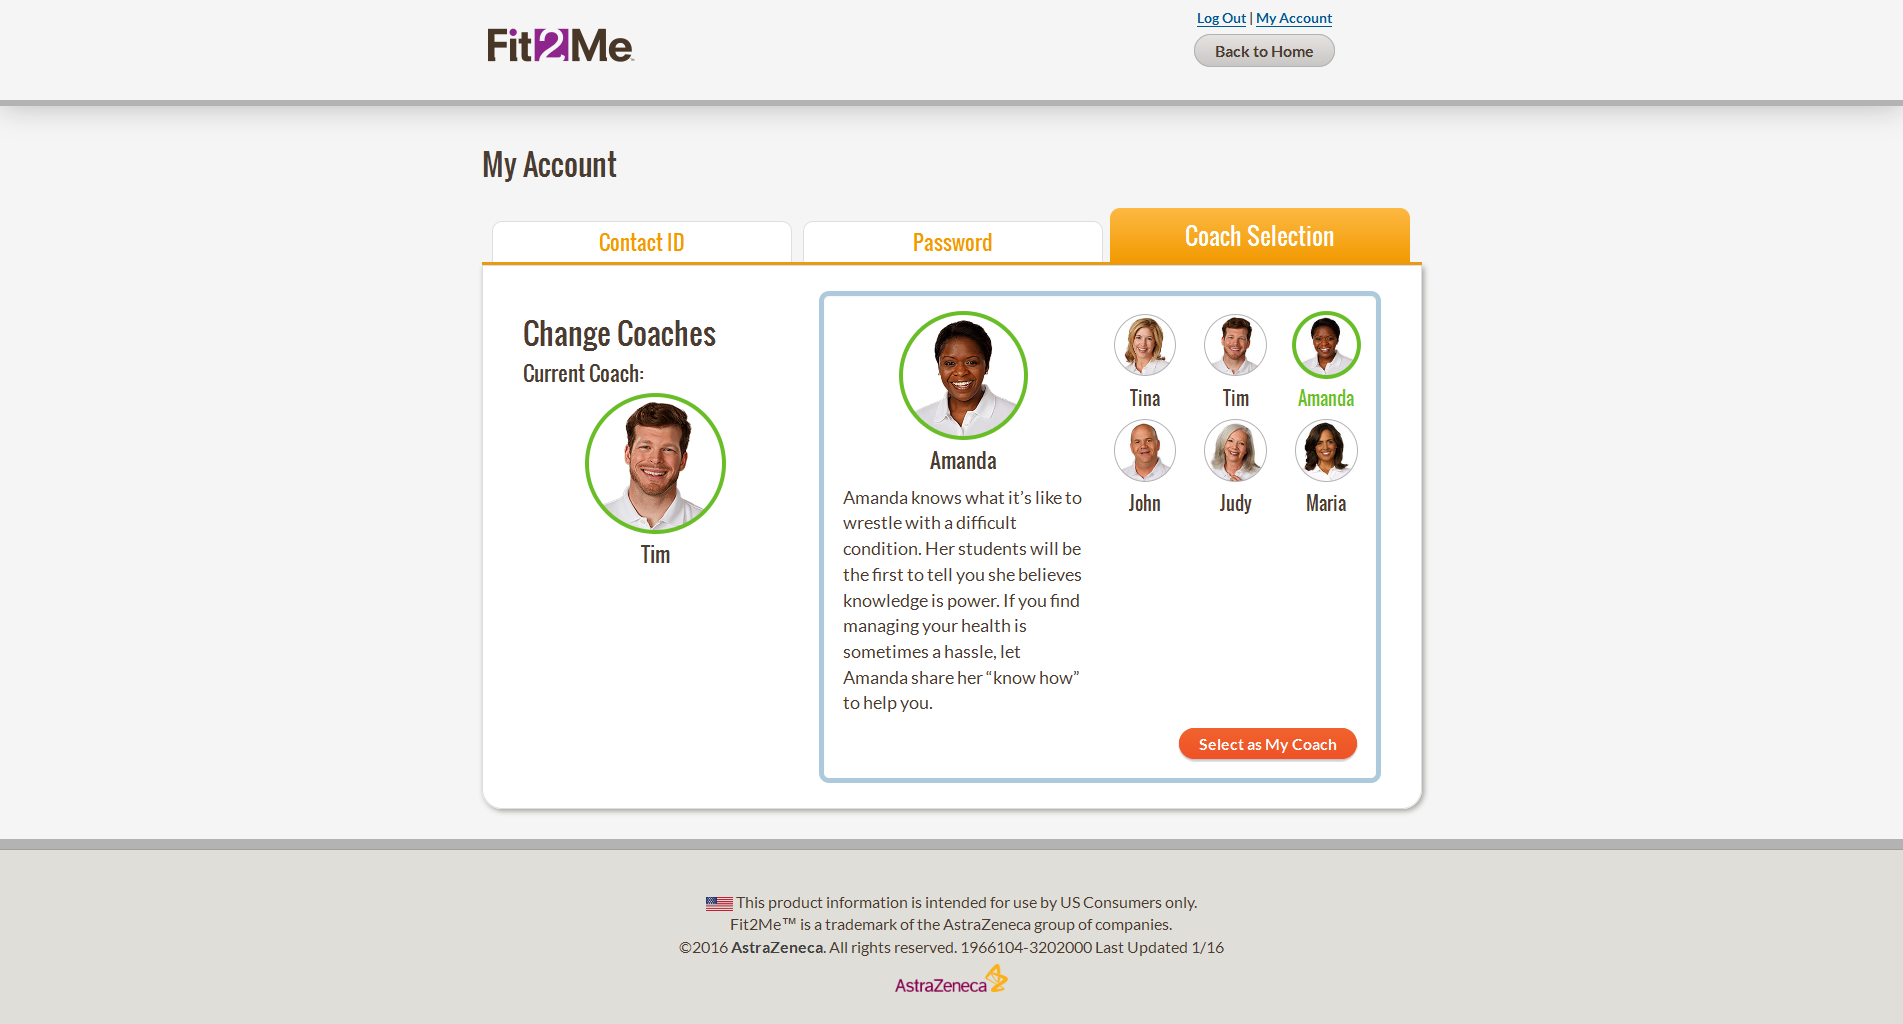 Log Out | My Account
Fit2Me™
Back to Home
My Account
Contact ID
Password
Coach Selection
Change Coaches
Current Coach:
Tim
Amanda
Amanda knows what it’s like to
wrestle with a difficult
condition. Her students will be
the first to tell you she believes
knowledge is power. If you find
managing your health is
sometimes a hassle, let
Amanda share her “know how”
to help you.
Tina
Tim
Amanda
John
Judy
Maria
Select as My Coach
This product information is intended for use by US Consumers only.
Fit2Me™ is a trademark of the AstraZeneca group of companies.
©2016 AstraZeneca. All rights reserved. 1966104-3202000 Last Updated 1/16
AstraZeneca